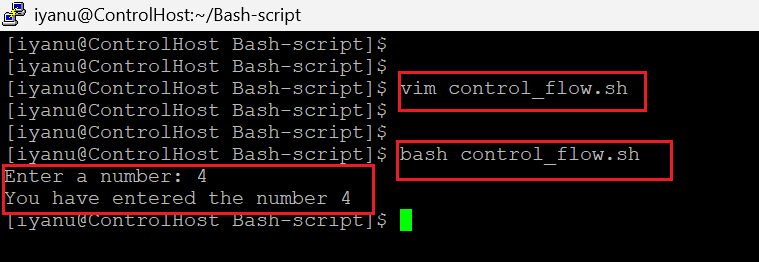 iyanu@ControlHost:~/Bash-script
[iyanu@ControlHost Bash-script]$
[iyanu@ControlHost Bash-script]$
[iyanu@ControlHost Bash-script]$ vim control_flow.sh
[iyanu@ControlHost Bash-script]$
[iyanu@ControlHost Bash-script]$
[iyanu@ControlHost Bash-script]$ bash control_flow.sh
Enter a number: 4
You have entered the number 4
[iyanu@ControlHost Bash-script]$